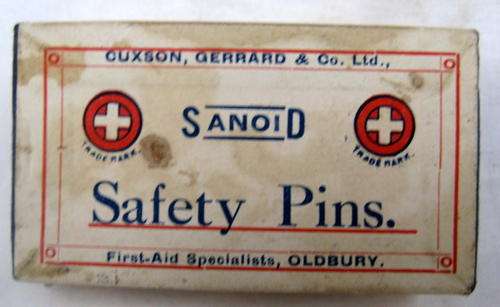 CUXSON, GERRARD & Co. Ltd.,
SANOID
TRADE MARK.
TRADE MARK.
Safety Pins.
First-Aid Specialists, OLDBURY.